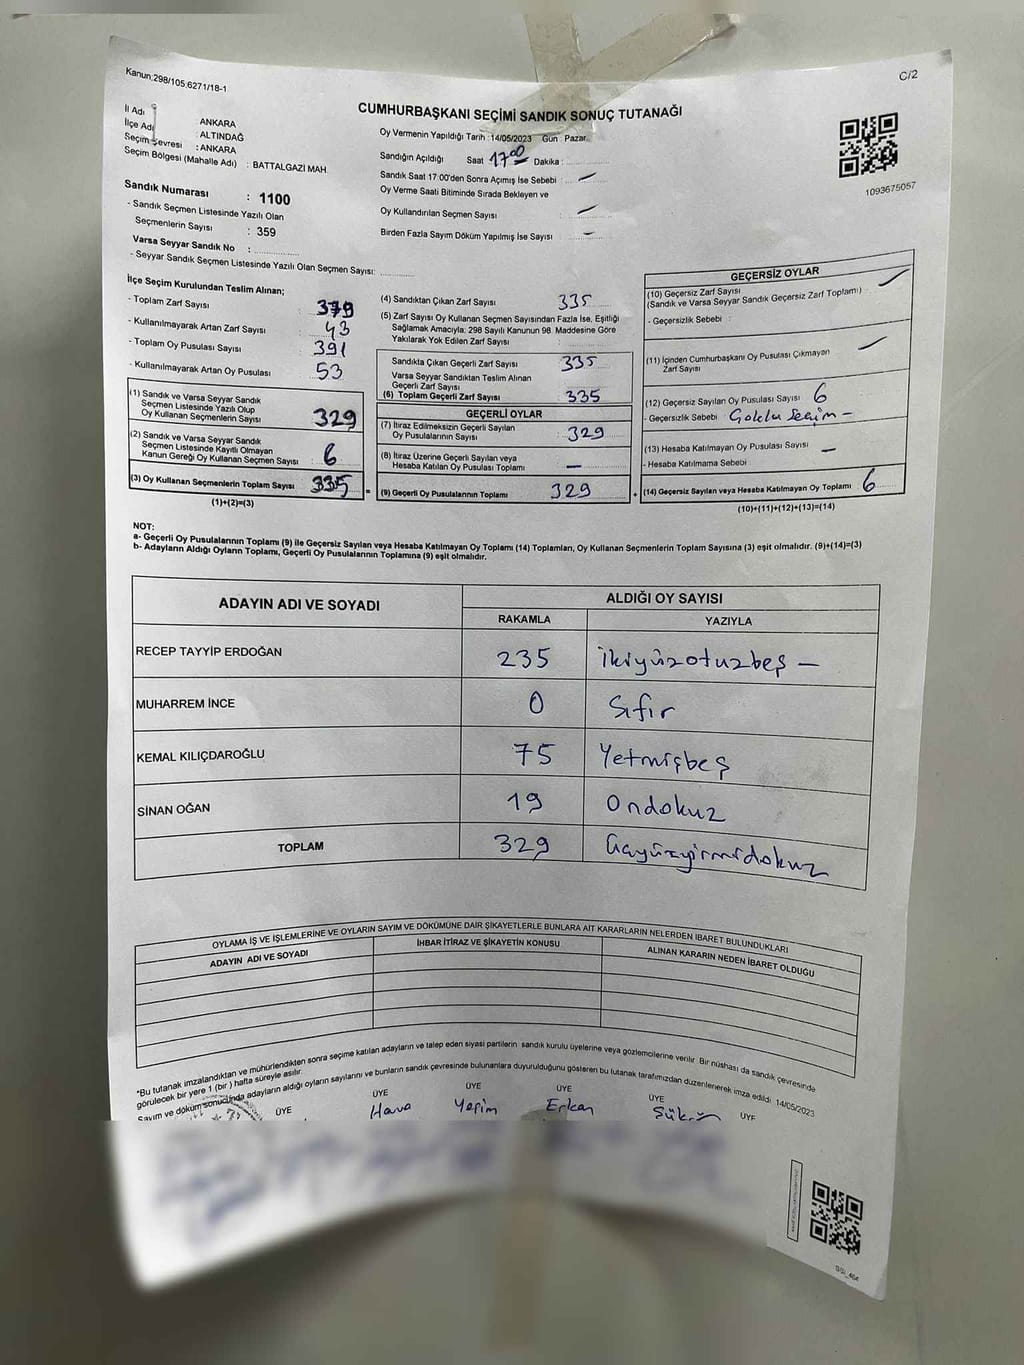 Kanun:298/105.6271/18-1
C/2
CUMHURBAŞKANI SEÇİMİ SANDIK SONUÇ TUTANAĞI
İl Adı : ANKARA
İlçe Adı : ALTINDAĞ
Seçim Çevresi : ANKARA
Seçim Bölgesi (Mahalle Adı) : BATTALGAZİ MAH
Oy Vermenin Yapıldığı Tarih :14/05/2023 Gün : Pazar
Sandığın Açıldığı Saat 17:00 Dakika :
Sandık Saat 17:00'den Sonra Açımış İse Sebebi : —
Oy Verme Saati Bitiminde Sırada Bekleyen ve
Oy Kullandırılan Seçmen Sayısı : —
Birden Fazla Sayım Döküm Yapılmış İse Sayısı : —
1093675057
Sandık Numarası : 1100
- Sandık Seçmen Listesinde Yazılı Olan
Seçmenlerin Sayısı : 359
Varsa Seyyar Sandık No :
- Seyyar Sandık Seçmen Listesinde Yazılı Olan Seçmen Sayısı:
İlçe Seçim Kurulundan Teslim Alınan;
- Toplam Zarf Sayısı
- Kullanılmayarak Artan Zarf Sayısı 43
- Toplam Oy Pusulası Sayısı 391
- Kullanılmayarak Artan Oy Pusulası 53
(1) Sandık ve Varsa Seyyar Sandık
Seçmen Listesinde Yazılı Olup
Oy Kullanan Seçmenlerin Sayısı 329
(2) Sandık ve Varsa Seyyar Sandık
Seçmen Listesinde Kayıtlı Olmayan
Kanun Gereği Oy Kullanan Seçmen Sayısı 6
(3) Oy Kullanan Seçmenlerin Toplam Sayısı 335 =
(1)+(2)=(3)
(4) Sandıktan Çıkan Zarf Sayısı 335
(5) Zarf Sayısı Oy Kullanan Seçmen Sayısından Fazla İse, Eşitliği
Sağlamak Amacıyla; 298 Sayılı Kanunun 98. Maddesine Göre
Yakılarak Yok Edilen Zarf Sayısı :
Sandıkta Çıkan Geçerli Zarf Sayısı 335
Varsa Seyyar Sandıktan Teslim Alınan
Geçerli Zarf Sayısı
(6) Toplam Geçerli Zarf Sayısı 335
GEÇERLİ OYLAR
(7) İtiraz Edilmeksizin Geçerli Sayılan
Oy Pusulalarının Sayısı 329
(8) İtiraz Üzerine Geçerli Sayılan veya
Hesaba Katılan Oy Pusulası Toplamı —
(9) Geçerli Oy Pusulalarının Toplamı 329 +
GEÇERSİZ OYLAR
(10) Geçersiz Zarf Sayısı
(Sandık ve Varsa Seyyar Sandık Geçersiz Zarf Toplamı) —
- Geçersizlik Sebebi :
(11) İçinden Cumhurbaşkanı Oy Pusulası Çıkmayan
Zarf Sayısı —
(12) Geçersiz Sayılan Oy Pusulası Sayısı 6
- Geçersizlik Sebebi Çoklu Seçim —
(13) Hesaba Katılmayan Oy Pusulası Sayısı —
- Hesaba Katılmama Sebebi
(14) Geçersiz Sayılan veya Hesaba Katılmayan Oy Toplamı 6
(10)+(11)+(12)+(13)=(14)
NOT:
a- Geçerli Oy Pusulalarının Toplamı (9) ile Geçersiz Sayılan veya Hesaba Katılmayan Oy Toplamı (14) Toplamları, Oy Kullanan Seçmenlerin Toplam Sayısına (3) eşit olmalıdır. (9)+(14)=(3)
b- Adayların Aldığı Oyların Toplamı, Geçerli Oy Pusulalarının Toplamına (9) eşit olmalıdır.
ADAYIN ADI VE SOYADI ALDIĞI OY SAYISI
RAKAMLA YAZIYLA
RECEP TAYYİP ERDOĞAN 235 ikiyüzotuzbeş —
MUHARREM İNCE 0 Sıfır
KEMAL KILIÇDAROĞLU 75 Yetmişbeş
SİNAN OĞAN 19 Ondokuz
TOPLAM 329 üçyüzyirmidokuz
OYLAMA İŞ VE İŞLEMLERİNE VE OYLARIN SAYIM VE DÖKÜMÜNE DAİR ŞİKAYETLERLE BUNLARA AİT KARARLARIN NELERDEN İBARET BULUNDUKLARI
ADAYIN ADI VE SOYADI İHBAR İTİRAZ VE ŞİKAYETİN KONUSU ALINAN KARARIN NEDEN İBARET OLDUĞU
*Bu tutanak imzalandıktan ve mühürlendikten sonra seçime katılan adayların ve talep eden siyasi partilerin sandık kurulu üyelerine veya gözlemcilerine verilir. Bir nüshası da sandık çevresinde
görülecek bir yere 1 (bir) hafta süreyle asılır.
Sayım ve döküm sonucunda adayların aldığı oyların sayılarını ve bunların sandık çevresinde bulunanlara duyurulduğunu gösteren bu tutanak tarafımızdan düzenlenerek imza edildi. 14/05/2023
ÜYE ÜYE ÜYE ÜYE ÜYE ÜYE
Hava Yeşim Erkan Şükrü